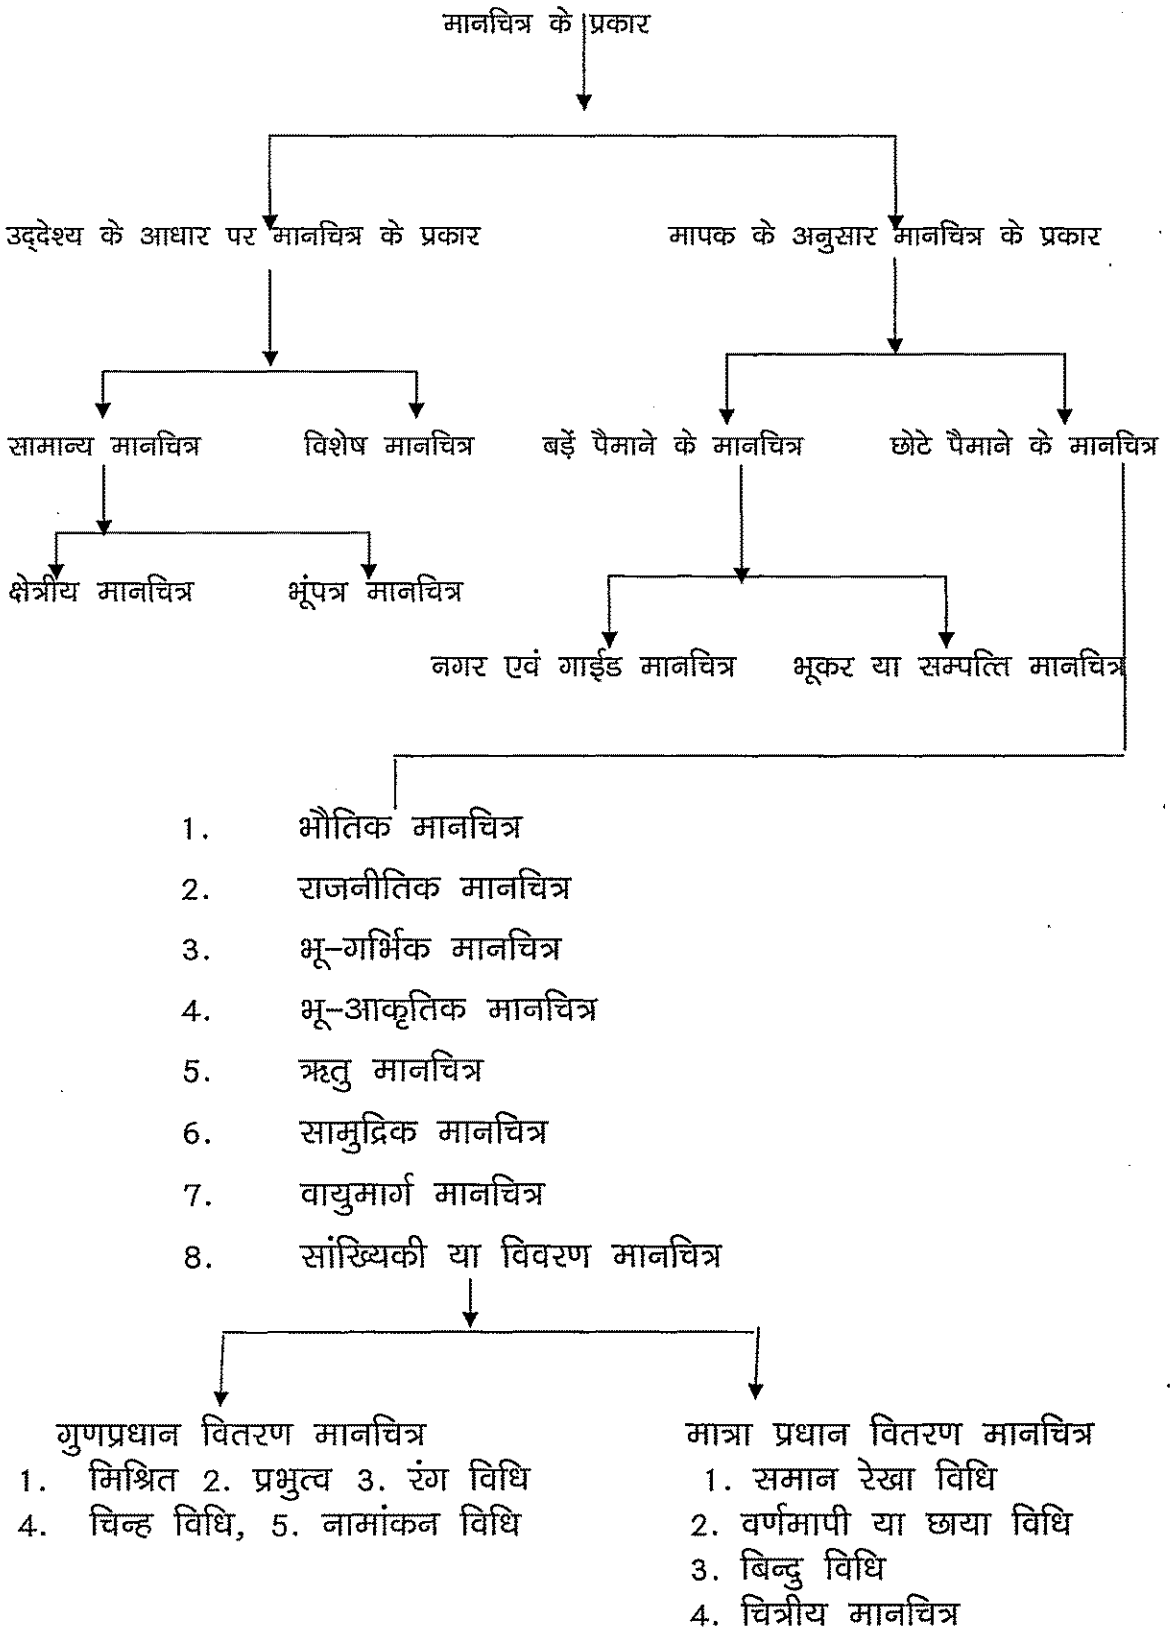 मानचित्र के प्रकार
उद्देश्य के आधार पर मानचित्र के प्रकार मापक के अनुसार मानचित्र के प्रकार
सामान्य मानचित्र विशेष मानचित्र बड़ें पैमाने के मानचित्र छोटे पैमाने के मानचित्र
क्षेत्रीय मानचित्र भूंपत्र मानचित्र
नगर एवं गाईड मानचित्र भूकर या सम्पत्ति मानचित्र
1. भौतिक मानचित्र
2. राजनीतिक मानचित्र
3. भू-गर्भिक मानचित्र
4. भू-आकृतिक मानचित्र
5. ऋतु मानचित्र
6. सामुद्रिक मानचित्र
7. वायुमार्ग मानचित्र
8. सांख्यिकी या विवरण मानचित्र
गुणप्रधान वितरण मानचित्र मात्रा प्रधान वितरण मानचित्र
1. मिश्रित 2. प्रभुत्व 3. रंग विधि 1. समान रेखा विधि
4. चिन्ह विधि, 5. नामांकन विधि 2. वर्णमापी या छाया विधि
3. बिन्दु विधि
4. चित्रीय मानचित्र